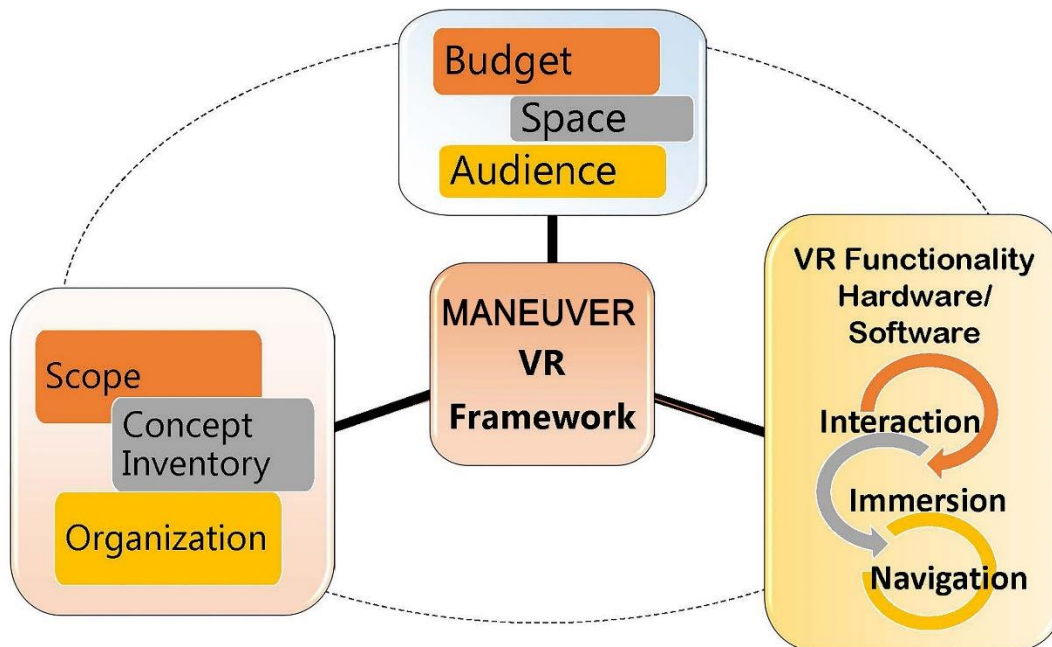 Budget
Space
Audience
MANEUVER
VR
Framework
Scope
Concept
Inventory
Organization
VR Functionality
Hardware/
Software
Interaction
Immersion
Navigation